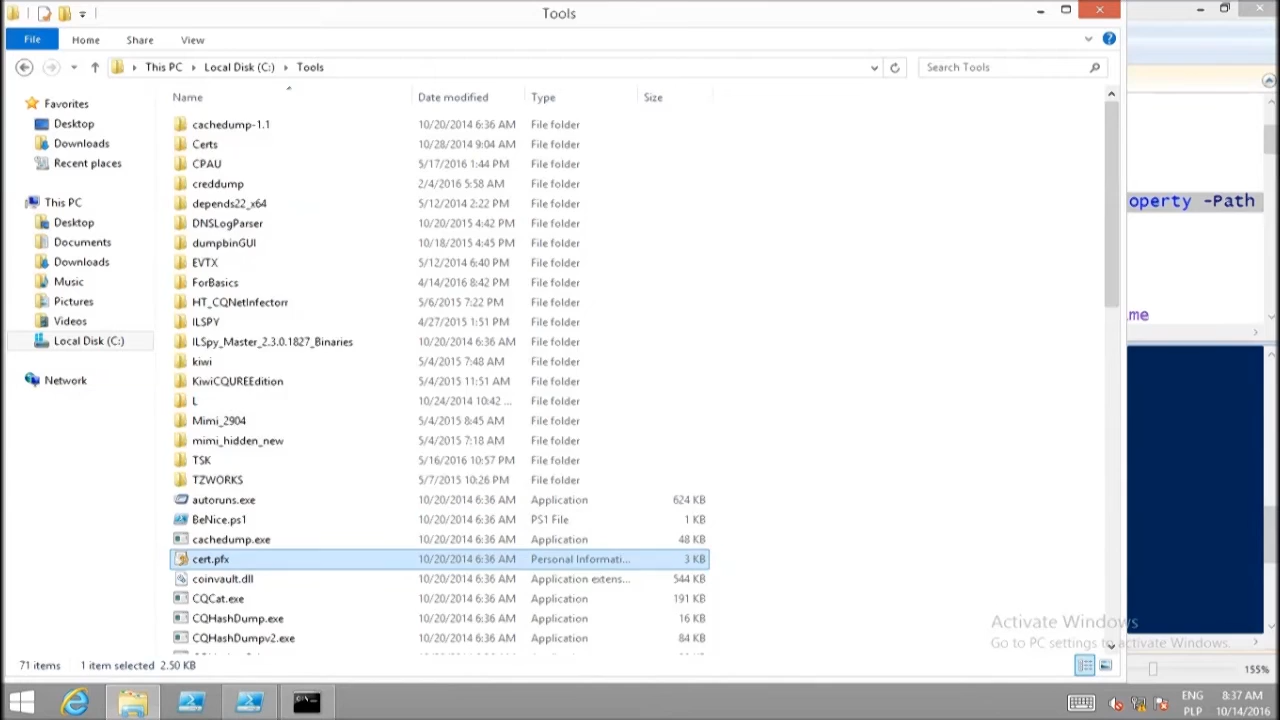 Tools
File Home Share View
This PC Local Disk (C:) Tools
Search Tools
Name Date modified Type Size
Favorites
Desktop
Downloads
Recent places
This PC
Desktop
Documents
Downloads
Music
Pictures
Videos
Local Disk (C:)
Network
cachedump-1.1 10/20/2014 6:36 AM File folder
Certs 10/28/2014 9:04 AM File folder
CPAU 5/17/2016 1:44 PM File folder
creddump 2/4/2016 5:58 AM File folder
depends22_x64 5/12/2014 2:22 PM File folder
DNSLogParser 10/20/2015 4:42 PM File folder
dumpbinGUI 10/18/2015 4:45 PM File folder
EVTX 5/12/2014 6:40 PM File folder
ForBasics 4/14/2016 8:42 PM File folder
HT_CQNetInfectorr 5/6/2015 7:22 PM File folder
ILSPY 4/27/2015 1:51 PM File folder
ILSpy_Master_2.3.0.1827_Binaries 10/20/2014 6:36 AM File folder
kiwi 5/4/2015 7:48 AM File folder
KiwiCQUREEdition 5/4/2015 11:51 AM File folder
L 10/24/2014 10:42 ... File folder
Mimi_2904 5/4/2015 8:45 AM File folder
mimi_hidden_new 5/4/2015 7:18 AM File folder
TSK 5/16/2016 10:57 PM File folder
TZWORKS 5/7/2015 10:26 PM File folder
autoruns.exe 10/20/2014 6:36 AM Application 624 KB
BeNice.ps1 10/20/2014 6:36 AM PS1 File 1 KB
cachedump.exe 10/20/2014 6:36 AM Application 48 KB
cert.pfx 10/20/2014 6:36 AM Personal Informati... 3 KB
coinvault.dll 10/20/2014 6:36 AM Application extens... 544 KB
CQCat.exe 10/20/2014 6:36 AM Application 191 KB
CQHashDump.exe 10/20/2014 6:36 AM Application 16 KB
CQHashDumpv2.exe 10/20/2014 6:36 AM Application 84 KB
71 items 1 item selected 2.50 KB
operty -Path
me
Activate Windows
Go to PC settings to activate Windows.
155%
ENG 8:37 AM
PLP 10/14/2016